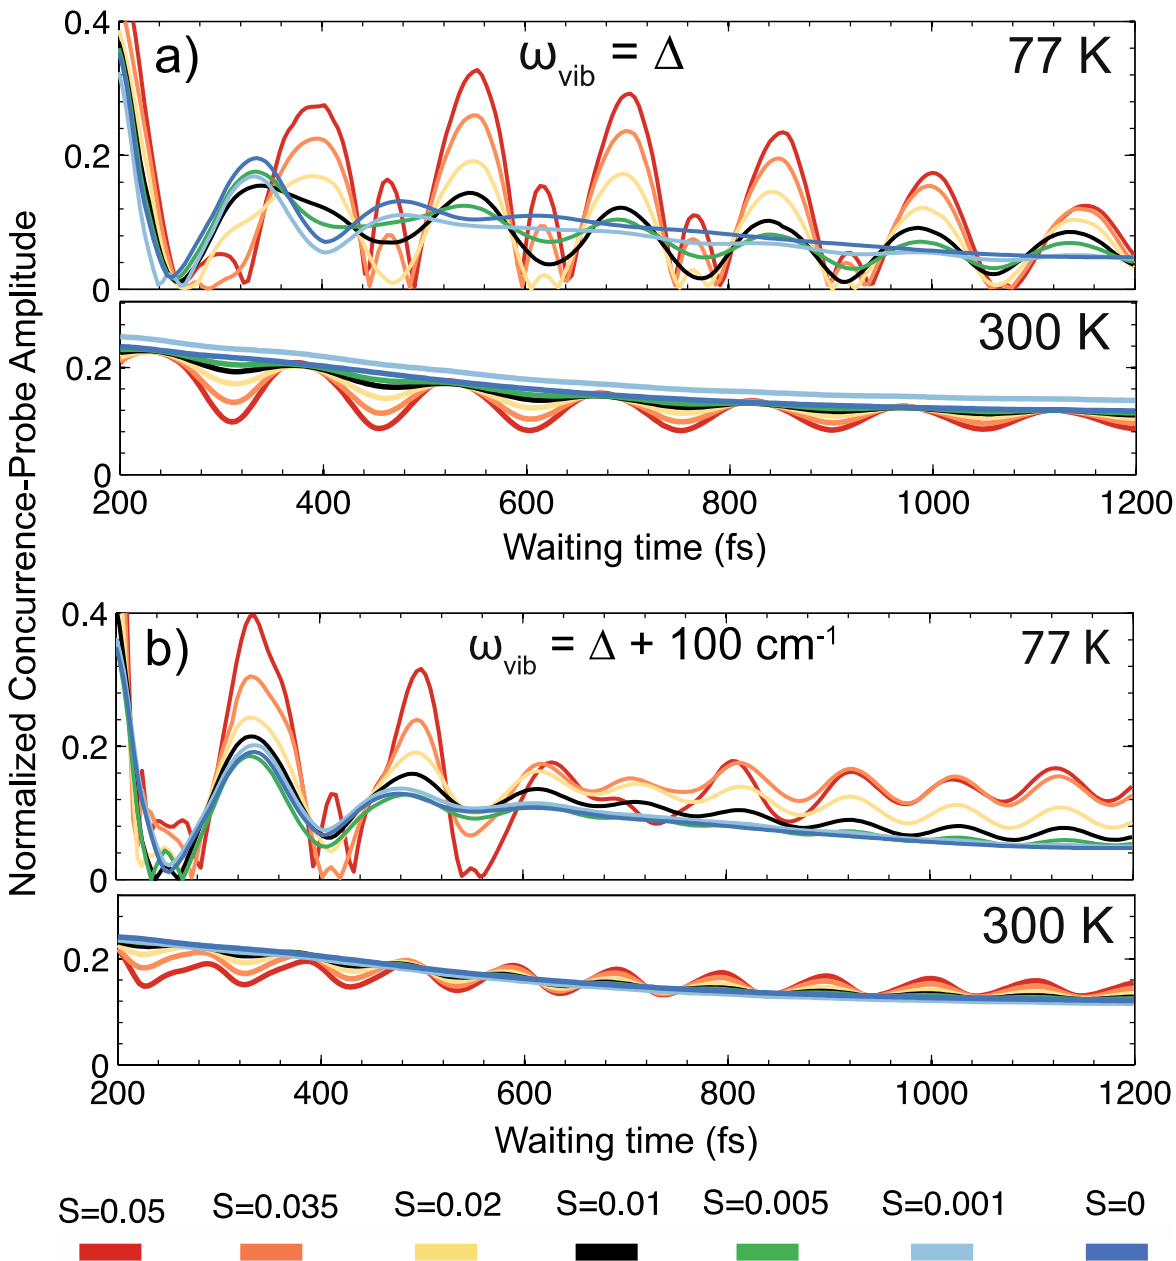 Normalized Concurrence-Probe Amplitude
a)
ω_vib = Δ
77 K
0.4
0.2
0
300 K
0.2
0
200 400 600 800 1000 1200
Waiting time (fs)
b)
ω_vib = Δ + 100 cm⁻¹
77 K
0.4
0.2
0
300 K
0.2
0
200 400 600 800 1000 1200
Waiting time (fs)
S=0.05 S=0.035 S=0.02 S=0.01 S=0.005 S=0.001 S=0